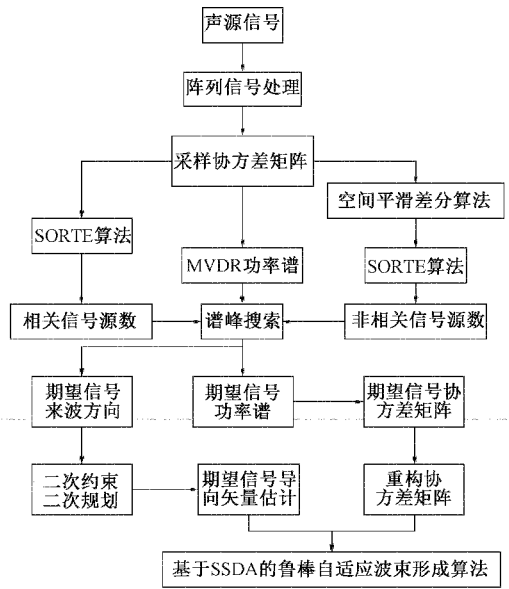 声源信号
阵列信号处理
采样协方差矩阵
空间平滑差分算法
SORTE算法
MVDR功率谱
SORTE算法
相关信号源数
谱峰搜索
非相关信号源数
期望信号
来波方向
期望信号
功率谱
期望信号协
方差矩阵
二次约束
二次规划
期望信号导
向矢量估计
重构协
方差矩阵
基于SSDA的鲁棒自适应波束形成算法